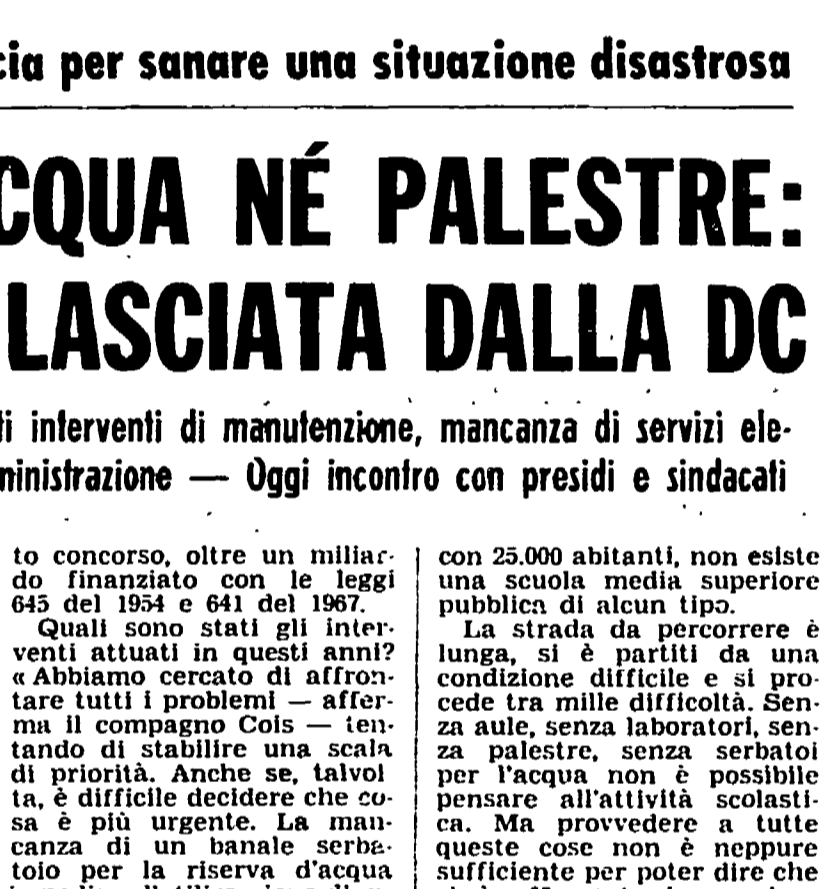 cia per sanare una situazione disastrosa
CQUA NÉ PALESTRE:
LASCIATA DALLA DC
ti interventi di manutenzione, mancanza di servizi ele-
ministrazione — Oggi incontro con presidi e sindacati
to concorso, oltre un miliar-
do finanziato con le leggi
645 del 1954 e 641 del 1967.
Quali sono stati gli inter-
venti attuati in questi anni?
« Abbiamo cercato di affron-
tare tutti i problemi — affer-
ma il compagno Cois — ten-
tando di stabilire una scala
di priorità. Anche se, talvol
ta, è difficile decidere che co-
sa è più urgente. La man-
canza di un banale serba-
toio per la riserva d'acqua
con 25.000 abitanti, non esiste
una scuola media superiore
pubblica di alcun tipo.
La strada da percorrere è
lunga, si è partiti da una
condizione difficile e si pro-
cede tra mille difficoltà. Sen-
za aule, senza laboratori, sen-
za palestre, senza serbatoi
per l'acqua non è possibile
pensare all'attività scolasti-
ca. Ma provvedere a tutte
queste cose non è neppure
sufficiente per poter dire che